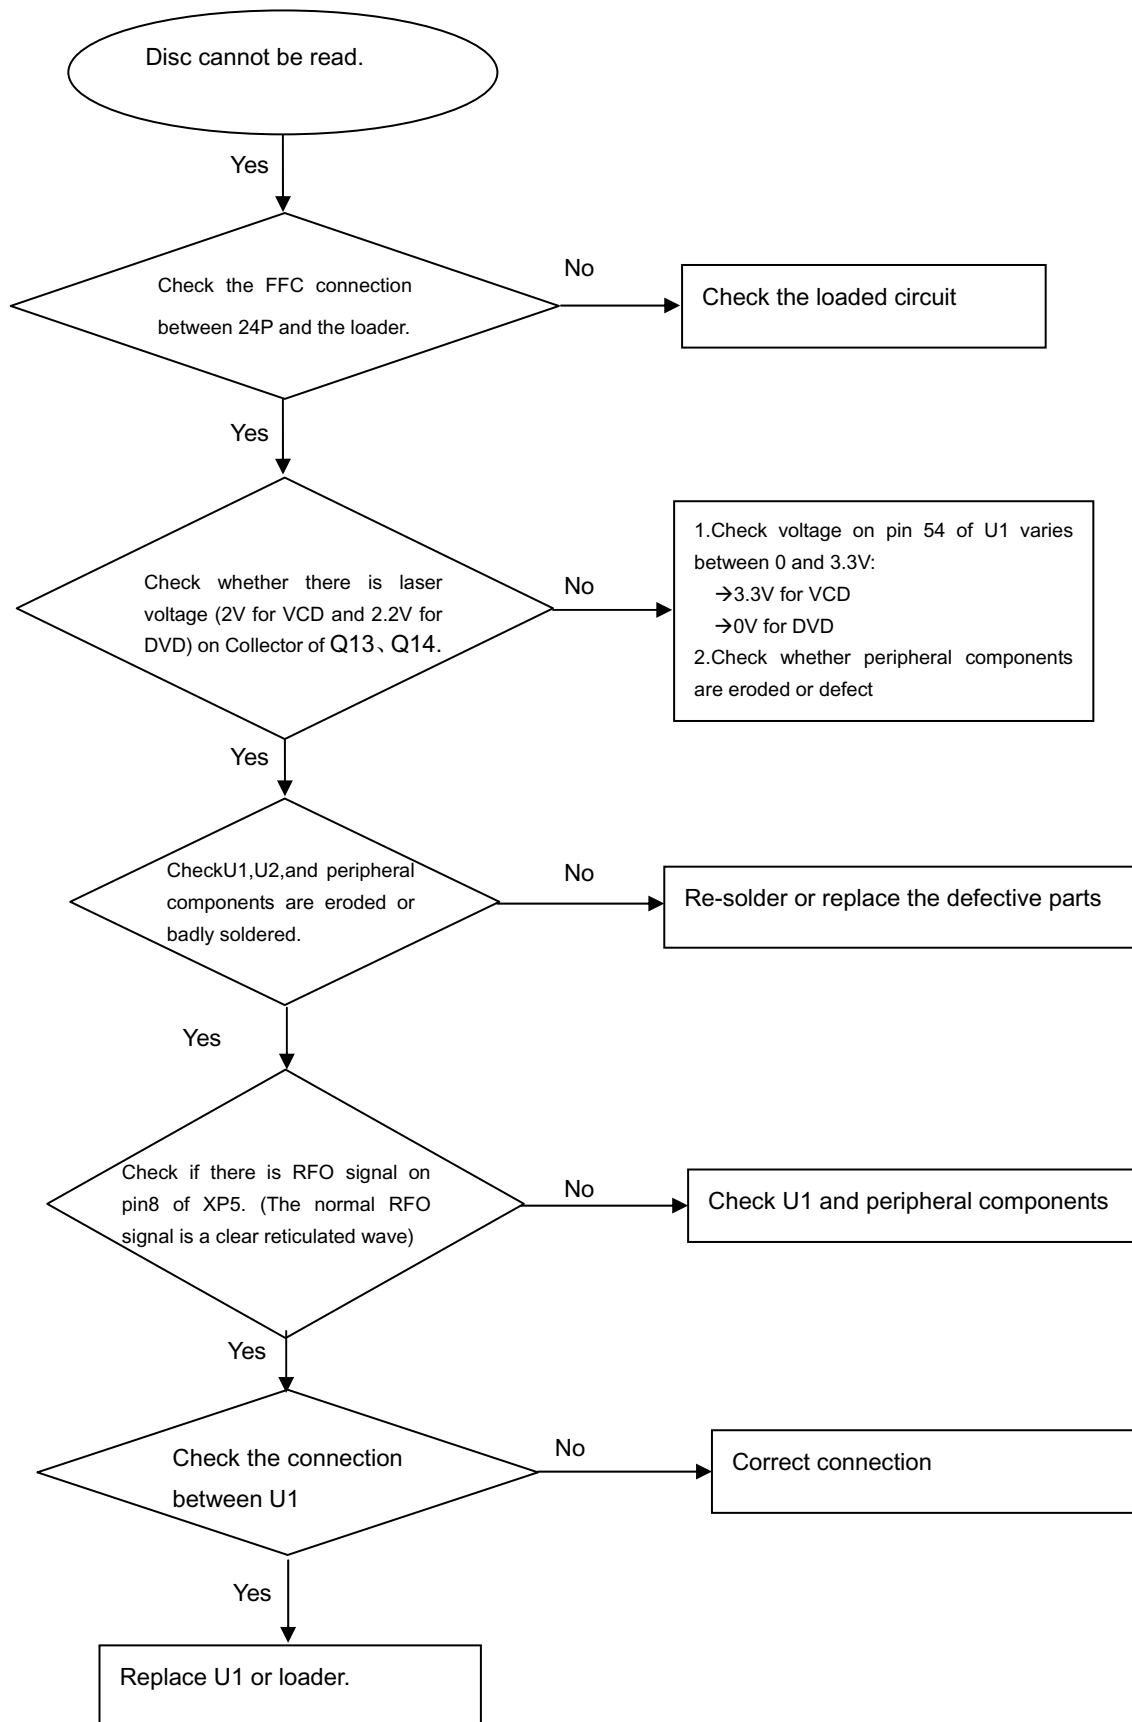 Disc cannot be read.
Yes
Check the FFC connection
between 24P and the loader.
No
Check the loaded circuit
Yes
Check whether there is laser
voltage (2V for VCD and 2.2V for
DVD) on Collector of Q13、Q14.
No
1.Check voltage on pin 54 of U1 varies
between 0 and 3.3V:
→3.3V for VCD
→0V for DVD
2.Check whether peripheral components
are eroded or defect
Yes
CheckU1,U2,and peripheral
components are eroded or
badly soldered.
No
Re-solder or replace the defective parts
Yes
Check if there is RFO signal on
pin8 of XP5. (The normal RFO
signal is a clear reticulated wave)
No
Check U1 and peripheral components
Yes
Check the connection
between U1
No
Correct connection
Yes
Replace U1 or loader.